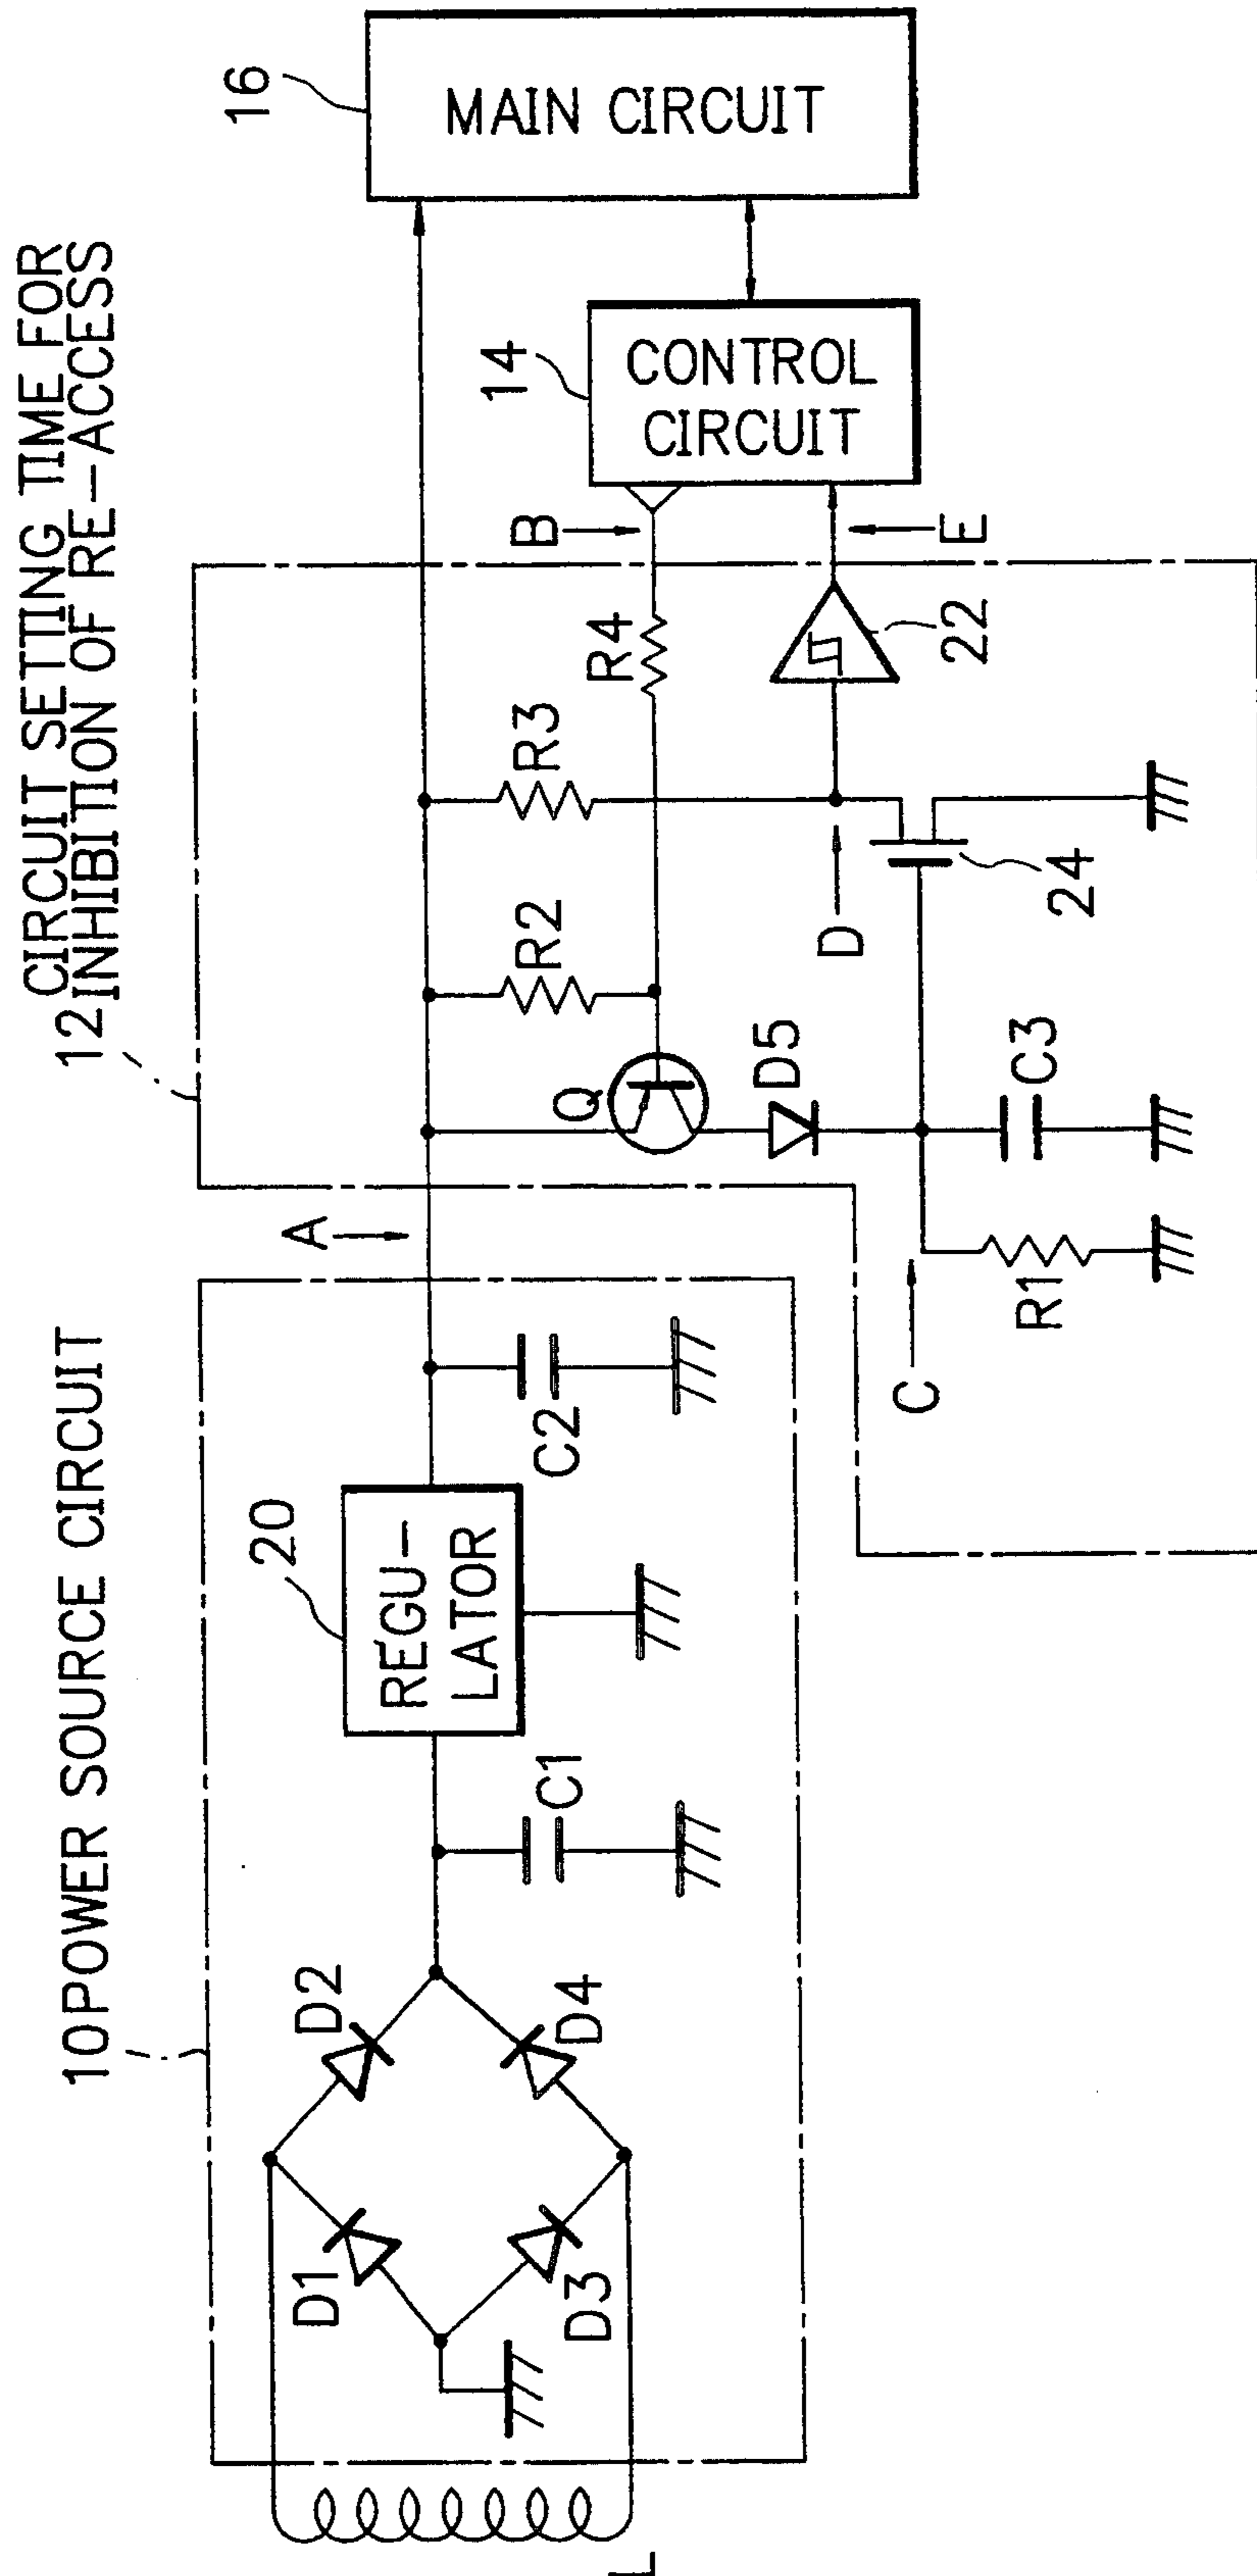 10 POWER SOURCE CIRCUIT
12 CIRCUIT SETTING TIME FOR
INHIBITION OF RE-ACCESS
L
D1
D2
D3
D4
C1
20
REGU-
LATOR
C2
A
Q
R2
R3
R4
B
D5
C
R1
C3
D
24
22
E
14
CONTROL
CIRCUIT
16
MAIN CIRCUIT